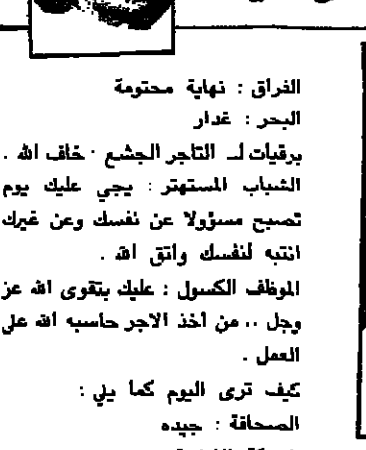 الفراق : نهاية محتومة
البحر : غدار
برقيات لـ التاجر الجشع · خاف الله .
الشباب المستهتر : يجي عليك يوم
تصبح مسؤولا عن نفسك وعن غيرك
انتبه لنفسك واتق الله .
الموظف الكسول : عليك بتقوى الله عز
وجل .. من أخذ الاجر حاسبه الله على
العمل .
كيف ترى اليوم كما يلي :
الصحافة : جيده